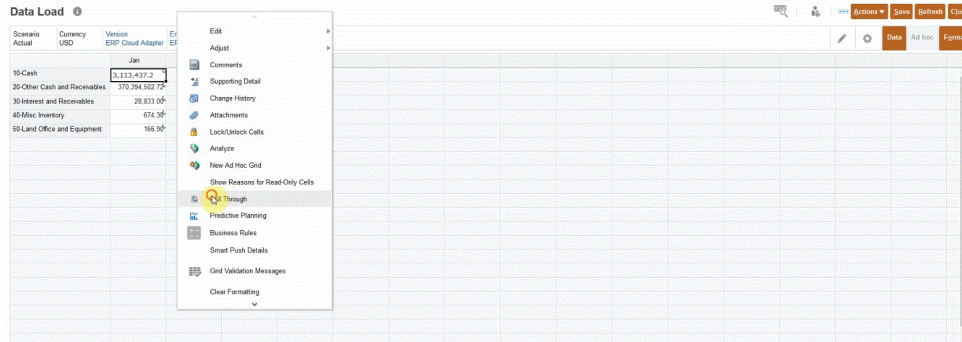 Data Load
Actions Save Refresh Clo
Scenario Currency Version En
Actual USD ERP Cloud Adapter EF
Data Ad hoc Forma
Jan
10-Cash 3,113,437.2
20-Other Cash and Receivables 370,394,502.72
30-Interest and Receivables 28,833.00
40-Misc Inventory 674.38
50-Land Office and Equipment 166.90
Edit
Adjust
Comments
Supporting Detail
Change History
Attachments
Lock/Unlock Cells
Analyze
New Ad Hoc Grid
Show Reasons for Read-Only Cells
Through
Predictive Planning
Business Rules
Smart Push Details
Grid Validation Messages
Clear Formatting